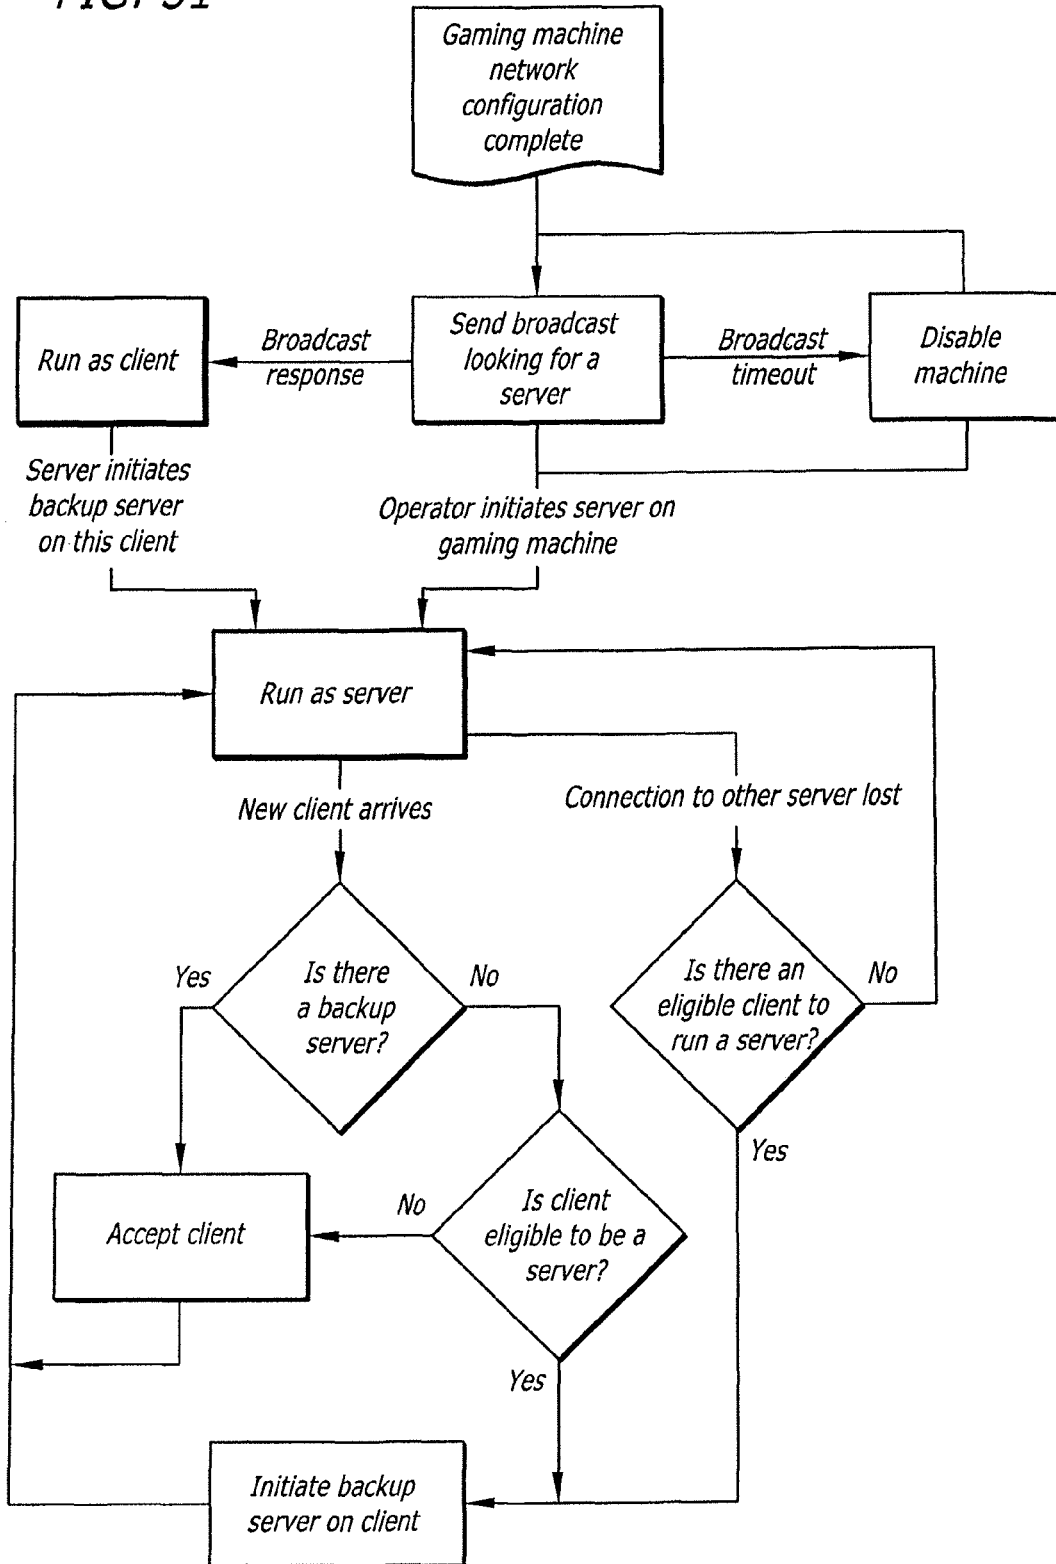 Gaming machine
network
configuration
complete
Run as client
Broadcast
response
Send broadcast
looking for a
server
Broadcast
timeout
Disable
machine
Server initiates
backup server
on this client
Operator initiates server on
gaming machine
Run as server
New client arrives
Connection to other server lost
Yes
Is there
a backup
server?
No
Is there an
eligible client to
run a server?
No
Yes
Accept client
No
Is client
eligible to be a
server?
Yes
Initiate backup
server on client